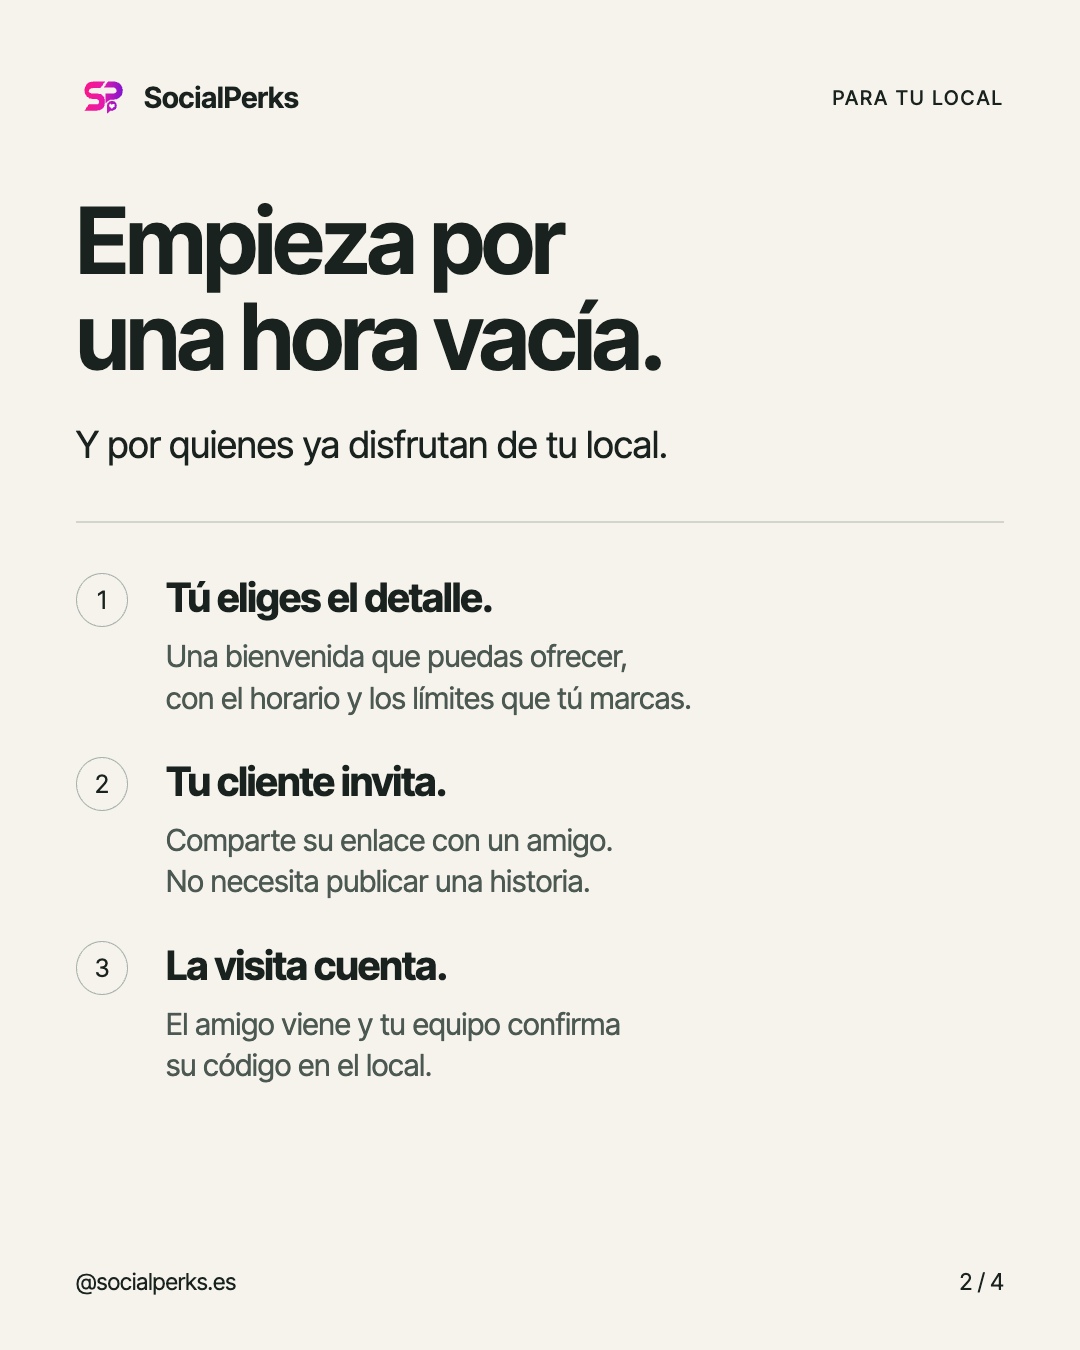 SP
SocialPerks
PARA TU LOCAL
Empieza por
una hora vacía.
Y por quienes ya disfrutan de tu local.
1
Tú eliges el detalle.
Una bienvenida que puedas ofrecer,
con el horario y los límites que tú marcas.
2
Tu cliente invita.
Comparte su enlace con un amigo.
No necesita publicar una historia.
3
La visita cuenta.
El amigo viene y tu equipo confirma
su código en el local.
@socialperks.es
2 / 4